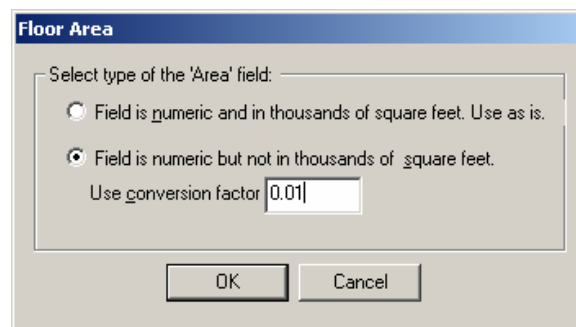 Floor Area
Select type of the 'Area' field:
Field is numeric and in thousands of square feet. Use as is.
Field is numeric but not in thousands of square feet.
Use conversion factor 0.01
OK Cancel